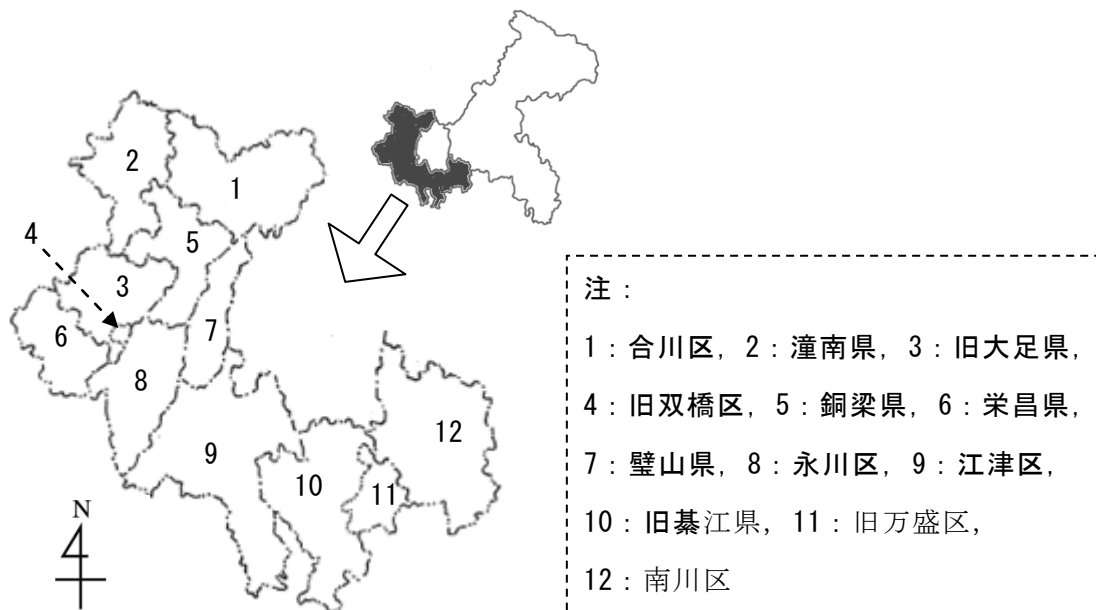 2
1
4
5
3
6
7
8
12
9
10
11
N
注：
1：合川区，2：潼南県，3：旧大足県，
4：旧双橋区，5：銅梁県，6：栄昌県，
7：璧山県，8：永川区，9：江津区，
10：旧綦江県，11：旧万盛区，
12：南川区